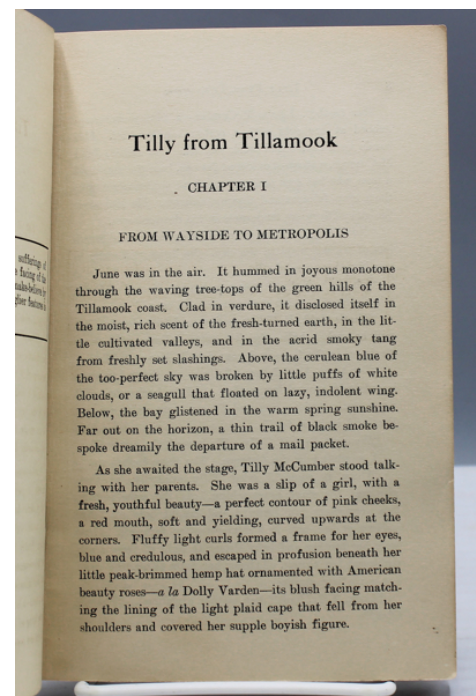 sufferings of
facing of the
make-believe by
Tilly from Tillamook
CHAPTER I
FROM WAYSIDE TO METROPOLIS
June was in the air. It hummed in joyous monotone
through the waving tree-tops of the green hills of the
Tillamook coast. Clad in verdure, it disclosed itself in
the moist, rich scent of the fresh-turned earth, in the lit-
tle cultivated valleys, and in the acrid smoky tang
from freshly set slashings. Above, the cerulean blue of
the too-perfect sky was broken by little puffs of white
clouds, or a seagull that floated on lazy, indolent wing.
Below, the bay glistened in the warm spring sunshine.
Far out on the horizon, a thin trail of black smoke be-
spoke dreamily the departure of a mail packet.
As she awaited the stage, Tilly McCumber stood talk-
ing with her parents. She was a slip of a girl, with a
fresh, youthful beauty—a perfect contour of pink cheeks,
a red mouth, soft and yielding, curved upwards at the
corners. Fluffy light curls formed a frame for her eyes,
blue and credulous, and escaped in profusion beneath her
little peak-brimmed hemp hat ornamented with American
beauty roses—a la Dolly Varden—its blush facing match-
ing the lining of the light plaid cape that fell from her
shoulders and covered her supple boyish figure.